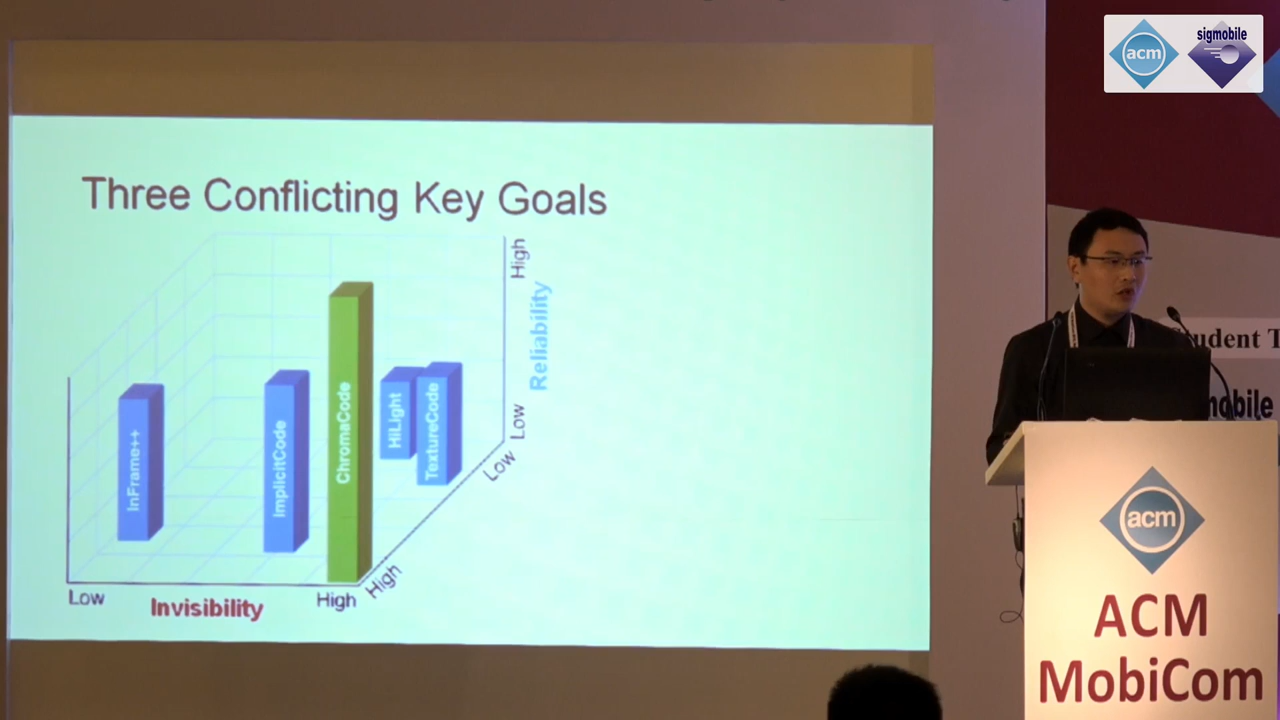 acm
sigmobile
Three Conflicting Key Goals
High
Reliability
Low
Low
High
InFrame++
ImplicitCode
ChromaCode
HiLight
TextureCode
Low
Invisibility
High
tudent T
mobile
acm
ACM
MobiCom